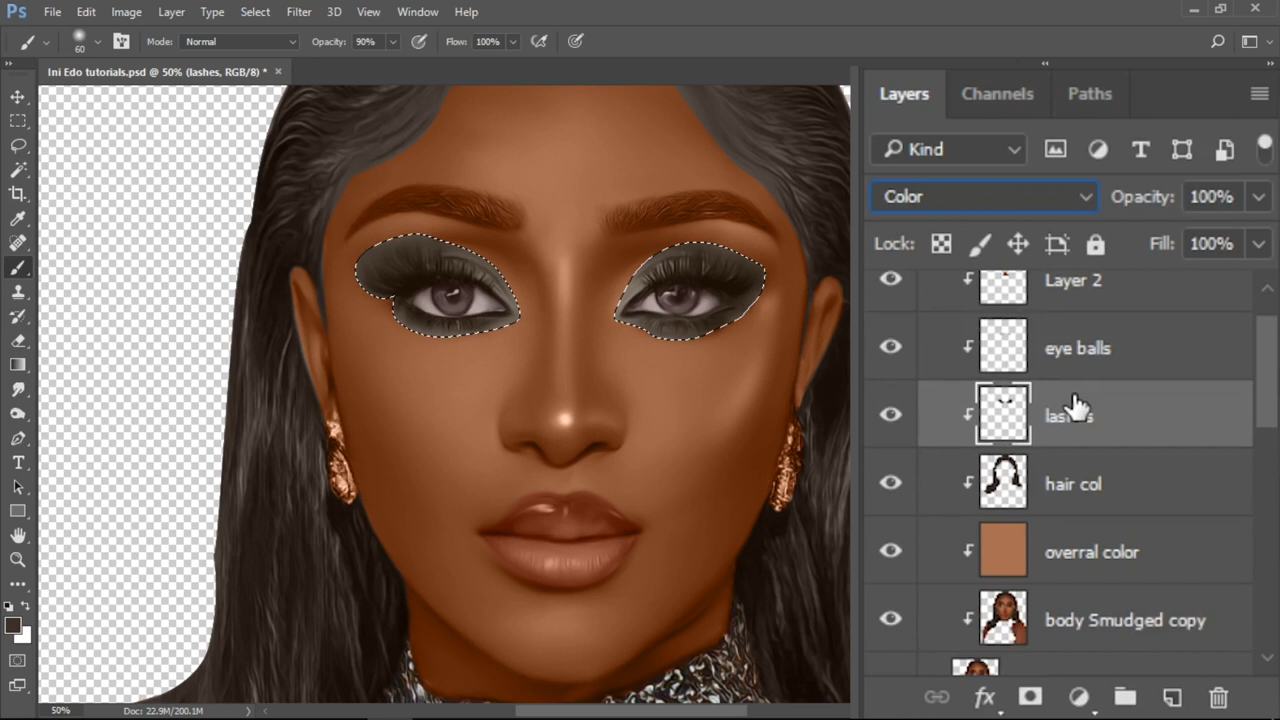 Ps File Edit Image Layer Type Select Filter 3D View Window Help
60 Mode: Normal Opacity: 90% Flow: 100%
Ini Edo tutorials.psd @ 50% (lashes, RGB/8) * ×
Layers Channels Paths
Kind
Color Opacity: 100%
Lock: Fill: 100%
Layer 2
eye balls
lashes
hair col
overral color
body Smudged copy
fx
50% Doc: 22.9M/200.1M